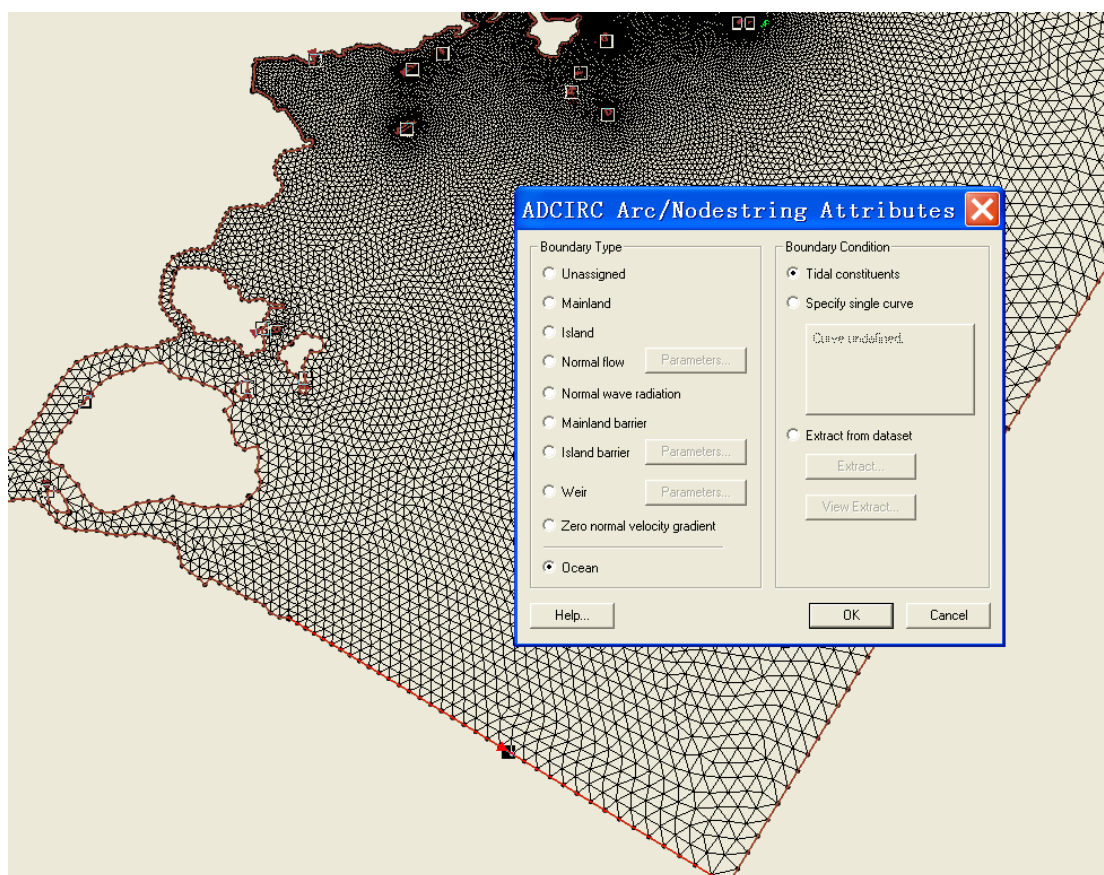 ADCIRC Arc/Nodestring Attributes
Boundary Type
Unassigned
Mainland
Island
Normal flow
Parameters...
Normal wave radiation
Mainland barrier
Island barrier
Parameters...
Weir
Parameters...
Zero normal velocity gradient
Ocean
Boundary Condition
Tidal constituents
Specify single curve
Curve undefined.
Extract from dataset
Extract...
View Extract...
Help...
OK
Cancel